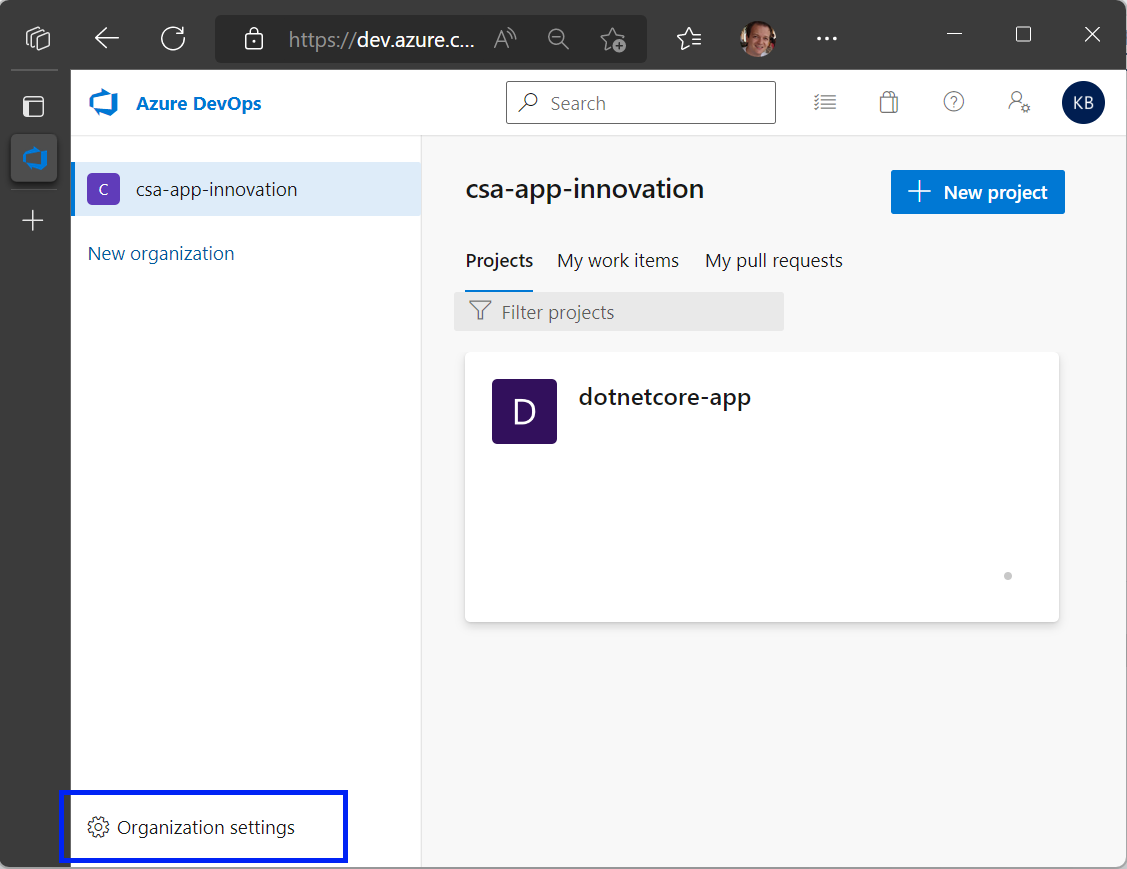 https://dev.azure.c...
Azure DevOps
Search
KB
C csa-app-innovation
New organization
csa-app-innovation
New project
Projects My work items My pull requests
Filter projects
D dotnetcore-app
Organization settings